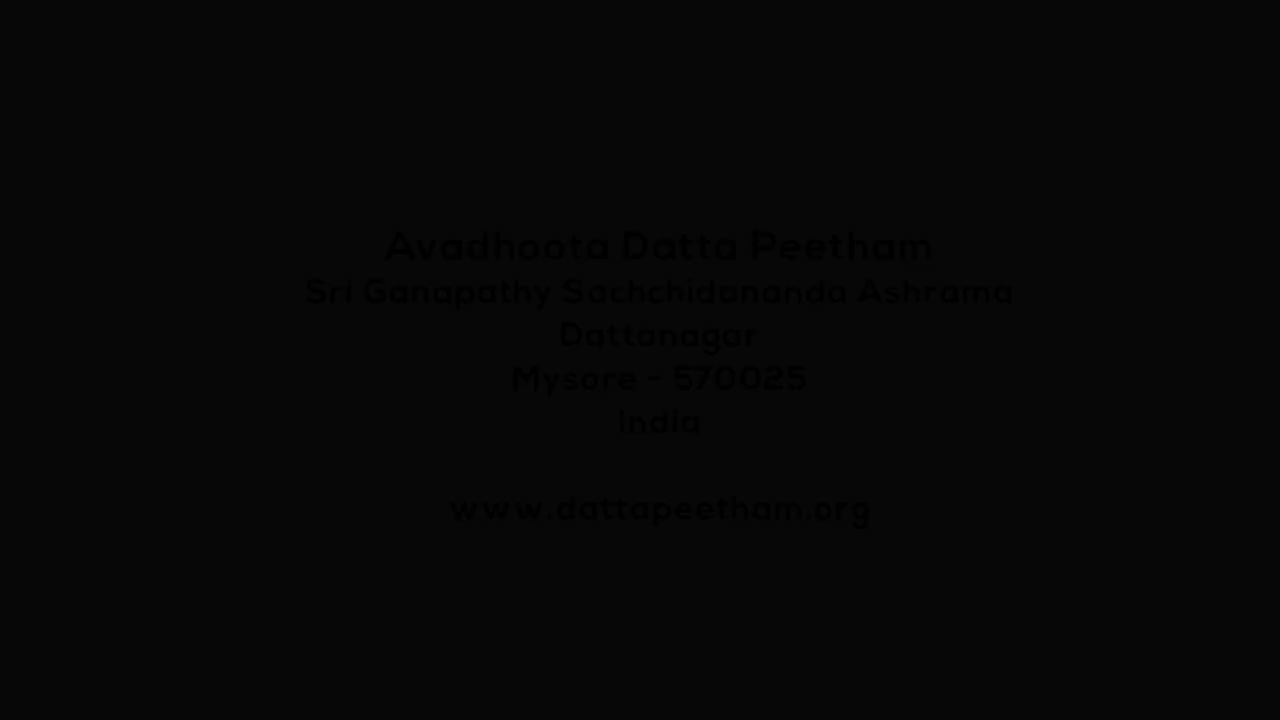 Avadhoota Datta Peetham
Sri Ganapathy Sachchidananda Ashrama
Dattanagar
Mysore - 570025
India
www.dattapeetham.org